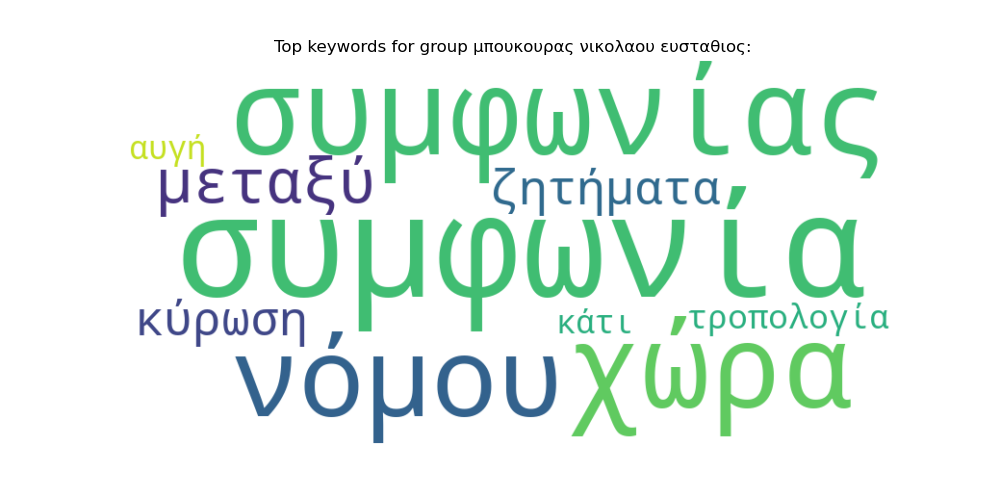 Top keywords for group μπουκουρας νικολαου ευσταθιος:
συμφωνίας
αυγή
μεταξύ
ζητήματα
συμφωνία
κύρωση
κάτι
τροπολογία
νόμου
χώρα